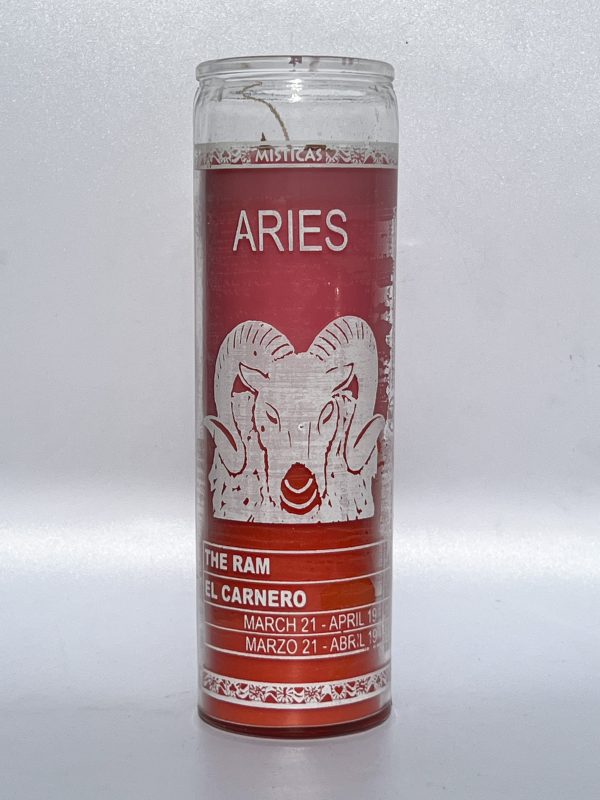 MISTICAS
ARIES
THE RAM
EL CARNERO
MARCH 21 - APRIL 19
MARZO 21 - ABRIL 19